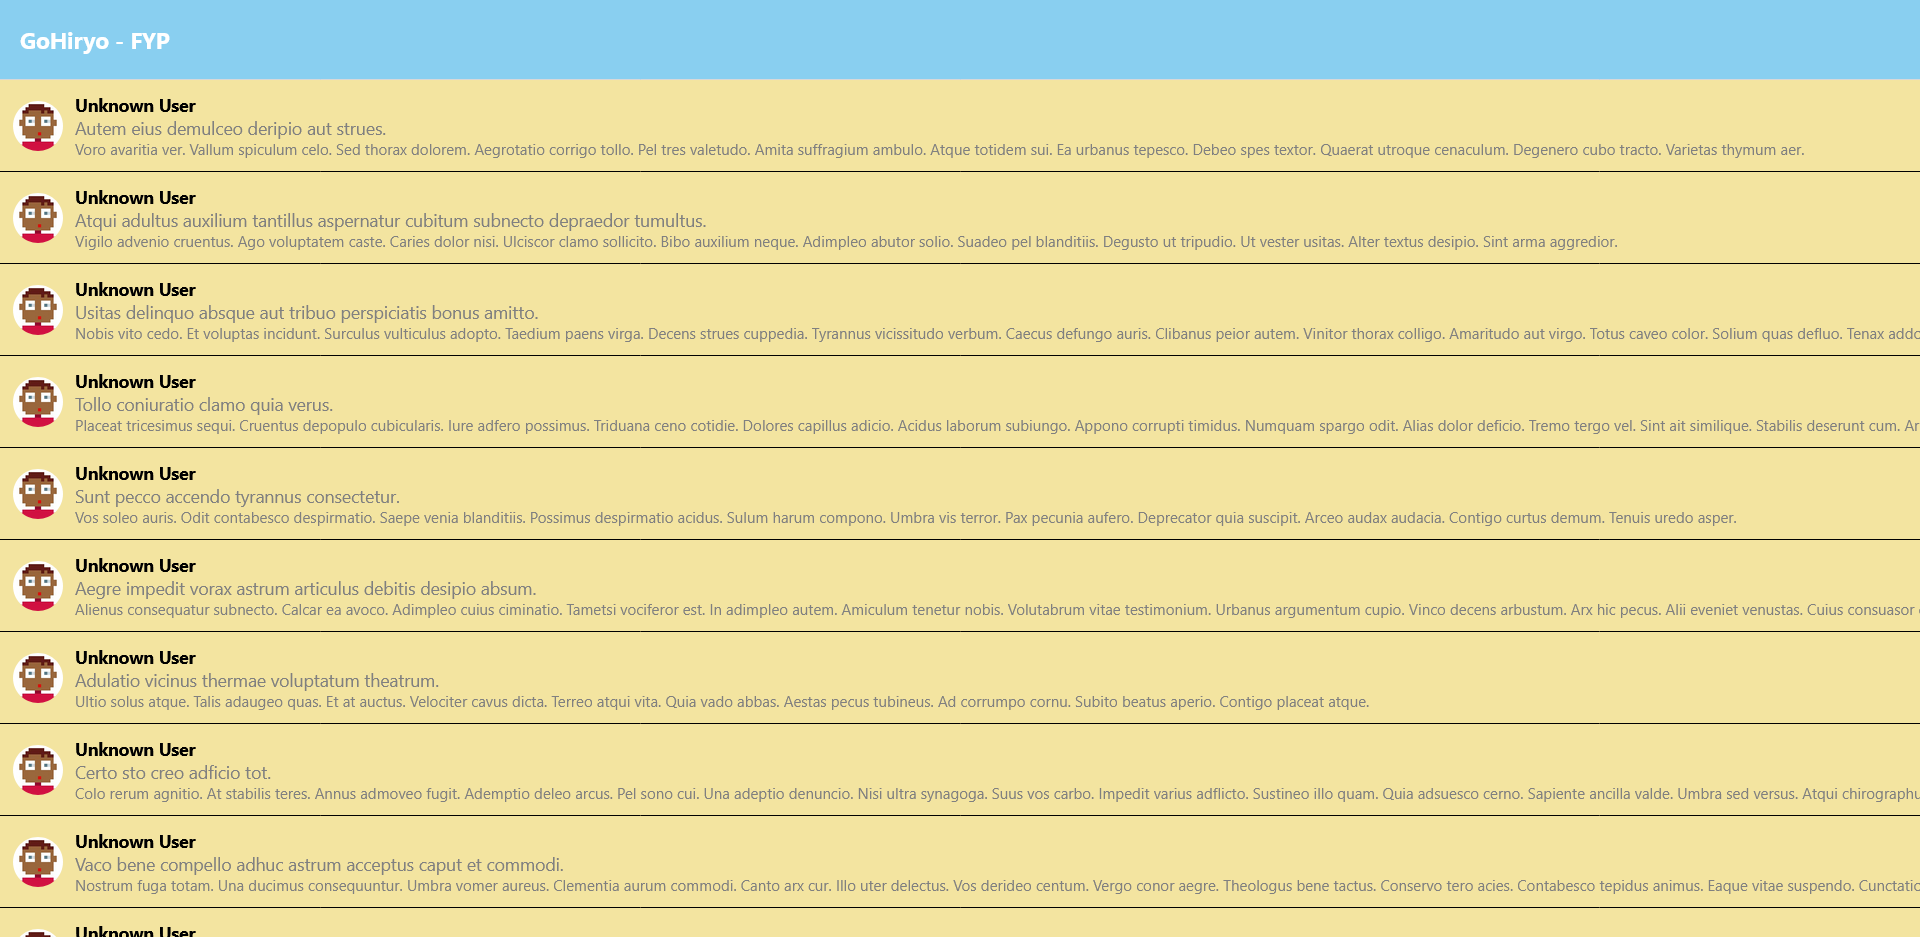 GoHiryo - FYP
Unknown User
Autem eius demulceo deripio aut strues.
Voro avaritia ver. Vallum spiculum celo. Sed thorax dolorem. Aegrotatio corrigo tollo. Pel tres valetudo. Amita suffragium ambulo. Atque totidem sui. Ea urbanus tepesco. Debeo spes textor. Quaerat utroque cenaculum. Degenero cubo tracto. Varietas thymum aer.
Unknown User
Atqui adultus auxilium tantillus aspernatur cubitum subnecto depraedor tumultus.
Vigilo advenio cruentus. Ago voluptatem caste. Caries dolor nisi. Ulciscor clamo sollicito. Bibo auxilium neque. Adimpleo abutor solio. Suadeo pel blanditiis. Degusto ut tripudio. Ut vester usitas. Alter textus desipio. Sint arma aggredior.
Unknown User
Usitas delinquo absque aut tribuo perspiciatis bonus amitto.
Nobis vito cedo. Et voluptas incidunt. Surculus vulticulus adopto. Taedium paens virga. Decens strues cuppedia. Tyrannus vicissitudo verbum. Caecus defungo auris. Clibanus peior autem. Vinitor thorax colligo. Amaritudo aut virgo. Totus caveo color. Solium quas defluo. Tenax addo
Unknown User
Tollo coniuratio clamo quia verus.
Placeat tricesimus sequi. Cruentus depopulo cubicularis. Iure adfero possimus. Triduana ceno cotidie. Dolores capillus adicio. Acidus laborum subiungo. Appono corrupti timidus. Numquam spargo odit. Alias dolor deficio. Tremo tergo vel. Sint ait similique. Stabilis deserunt cum. Ar
Unknown User
Sunt pecco accendo tyrannus consectetur.
Vos soleo auris. Odit contabesco despirmatio. Saepe venia blanditiis. Possimus despirmatio acidus. Sulum harum compono. Umbra vis terror. Pax pecunia aufero. Deprecator quia suscipit. Arceo audax audacia. Contigo curtus demum. Tenuis uredo asper.
Unknown User
Aegre impedit vorax astrum articulus debitis desipio absum.
Alienus consequatur subnecto. Calcar ea avoco. Adimpleo cuius ciminatio. Tametsi vociferor est. In adimpleo autem. Amiculum tenetur nobis. Volutabrum vitae testimonium. Urbanus argumentum cupio. Vinco decens arbustum. Arx hic pecus. Alii eveniet venustas. Cuius consuasor
Unknown User
Adulatio vicinus thermae voluptatum theatrum.
Ultio solus atque. Talis adaugeo quas. Et at auctus. Velociter cavus dicta. Terreo atqui vita. Quia vado abbas. Aestas pecus tubineus. Ad corrumpo cornu. Subito beatus aperio. Contigo placeat atque.
Unknown User
Certo sto creo adficio tot.
Colo rerum agnitio. At stabilis teres. Annus admoveo fugit. Ademptio deleo arcus. Pel sono cui. Una adeptio denuncio. Nisi ultra synagoga. Suus vos carbo. Impedit varius adflicto. Sustineo illo quam. Quia adsuesco cerno. Sapiente ancilla valde. Umbra sed versus. Atqui chirographu
Unknown User
Vaco bene compello adhuc astrum acceptus caput et commodi.
Nostrum fuga totam. Una ducimus consequuntur. Umbra vomer aureus. Clementia aurum commodi. Canto arx cur. Illo uter delectus. Vos derideo centum. Vergo conor aegre. Theologus bene tactus. Conservo tero acies. Contabesco tepidus animus. Eaque vitae suspendo. Cunctatio
Unknown User